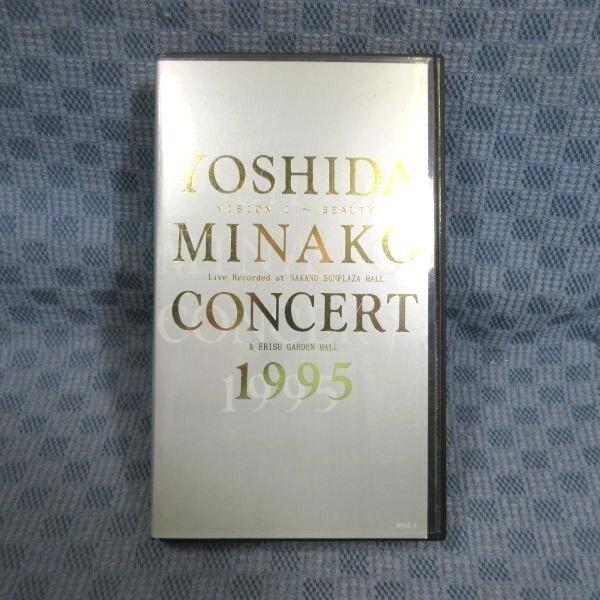 YOSHIDA
VISION I ~ BEAUTY
MINAKO
Live Recorded at NAKANO SUNPLAZA HALL
CONCERT
& EBISU GARDEN HALL
1995